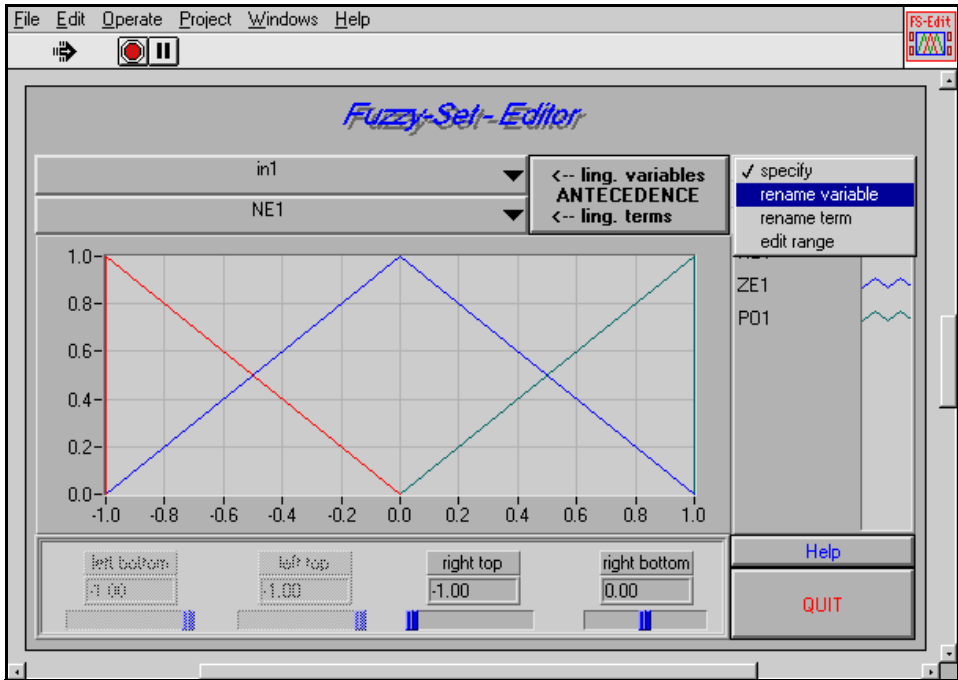 File Edit Operate Project Windows Help
FS-Edit
Fuzzy-Set-Editor
in1
NE1
<-- ling. variables
ANTECEDENCE
<-- ling. terms
✓ specify
rename variable
rename term
edit range
ZE1
PO1
1.0
0.8
0.6
0.4
0.2
0.0
-1.0 -0.8 -0.6 -0.4 -0.2 0.0 0.2 0.4 0.6 0.8 1.0
left bottom
-1.00
left top
-1.00
right top
-1.00
right bottom
0.00
Help
QUIT